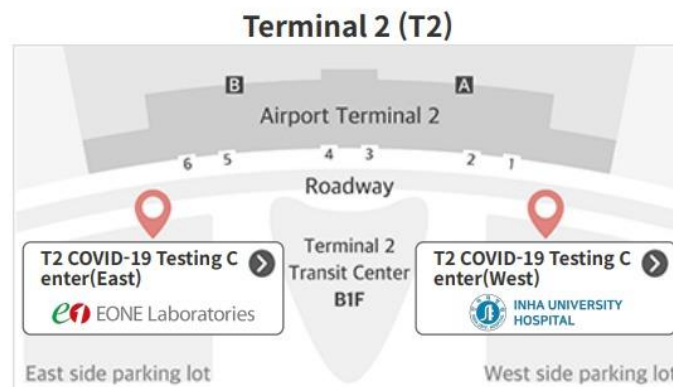 Terminal 2 (T2)
B
A
Airport Terminal 2
6
5
4
3
2
1
Roadway
T2 COVID-19 Testing C
enter(East)
e1 EONE Laboratories
Terminal 2
Transit Center
B1F
T2 COVID-19 Testing C
enter(West)
INHA UNIVERSITY
HOSPITAL
East side parking lot
West side parking lot